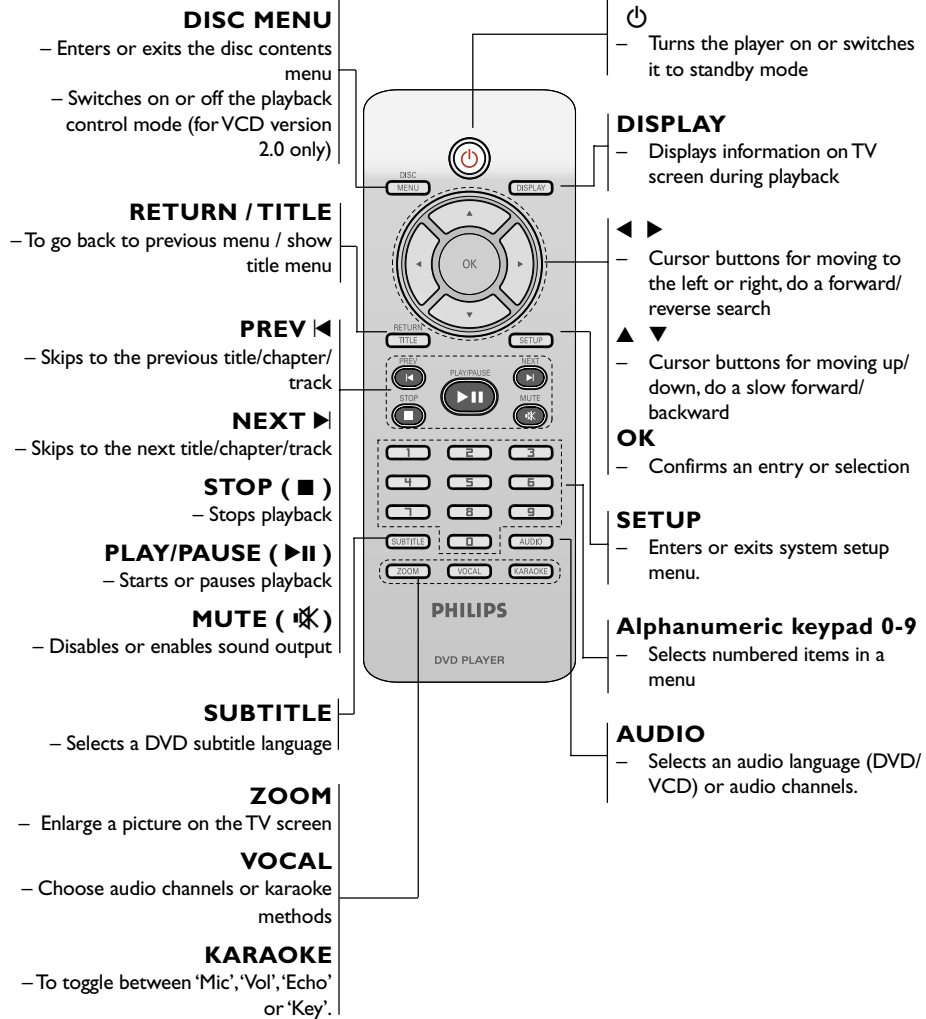 DISC MENU
– Enters or exits the disc contents
menu
– Switches on or off the playback
control mode (for VCD version
2.0 only)
RETURN / TITLE
– To go back to previous menu / show
title menu
PREV
– Skips to the previous title/chapter/
track
NEXT
– Skips to the next title/chapter/track
STOP ( ■ )
– Stops playback
PLAY/PAUSE ( ▶II )
– Starts or pauses playback
MUTE ( )
– Disables or enables sound output
SUBTITLE
– Selects a DVD subtitle language
ZOOM
– Enlarge a picture on the TV screen
VOCAL
– Choose audio channels or karaoke
methods
KARAOKE
– To toggle between ‘Mic’, ‘Vol’, ‘Echo’
or ‘Key’.
DISC
MENU
DISPLAY
OK
RETURN
TITLE
SETUP
PREV
PLAY/PAUSE
NEXT
STOP
MUTE
1 2 3
4 5 6
7 8 9
SUBTITLE 0 AUDIO
ZOOM VOCAL KARAOKE
PHILIPS
DVD PLAYER
– Turns the player on or switches
it to standby mode
DISPLAY
– Displays information on TV
screen during playback
◀ ▶
– Cursor buttons for moving to
the left or right, do a forward/
reverse search
▲ ▼
– Cursor buttons for moving up/
down, do a slow forward/
backward
OK
– Confirms an entry or selection
SETUP
– Enters or exits system setup
menu.
Alphanumeric keypad 0-9
– Selects numbered items in a
menu
AUDIO
– Selects an audio language (DVD/
VCD) or audio channels.